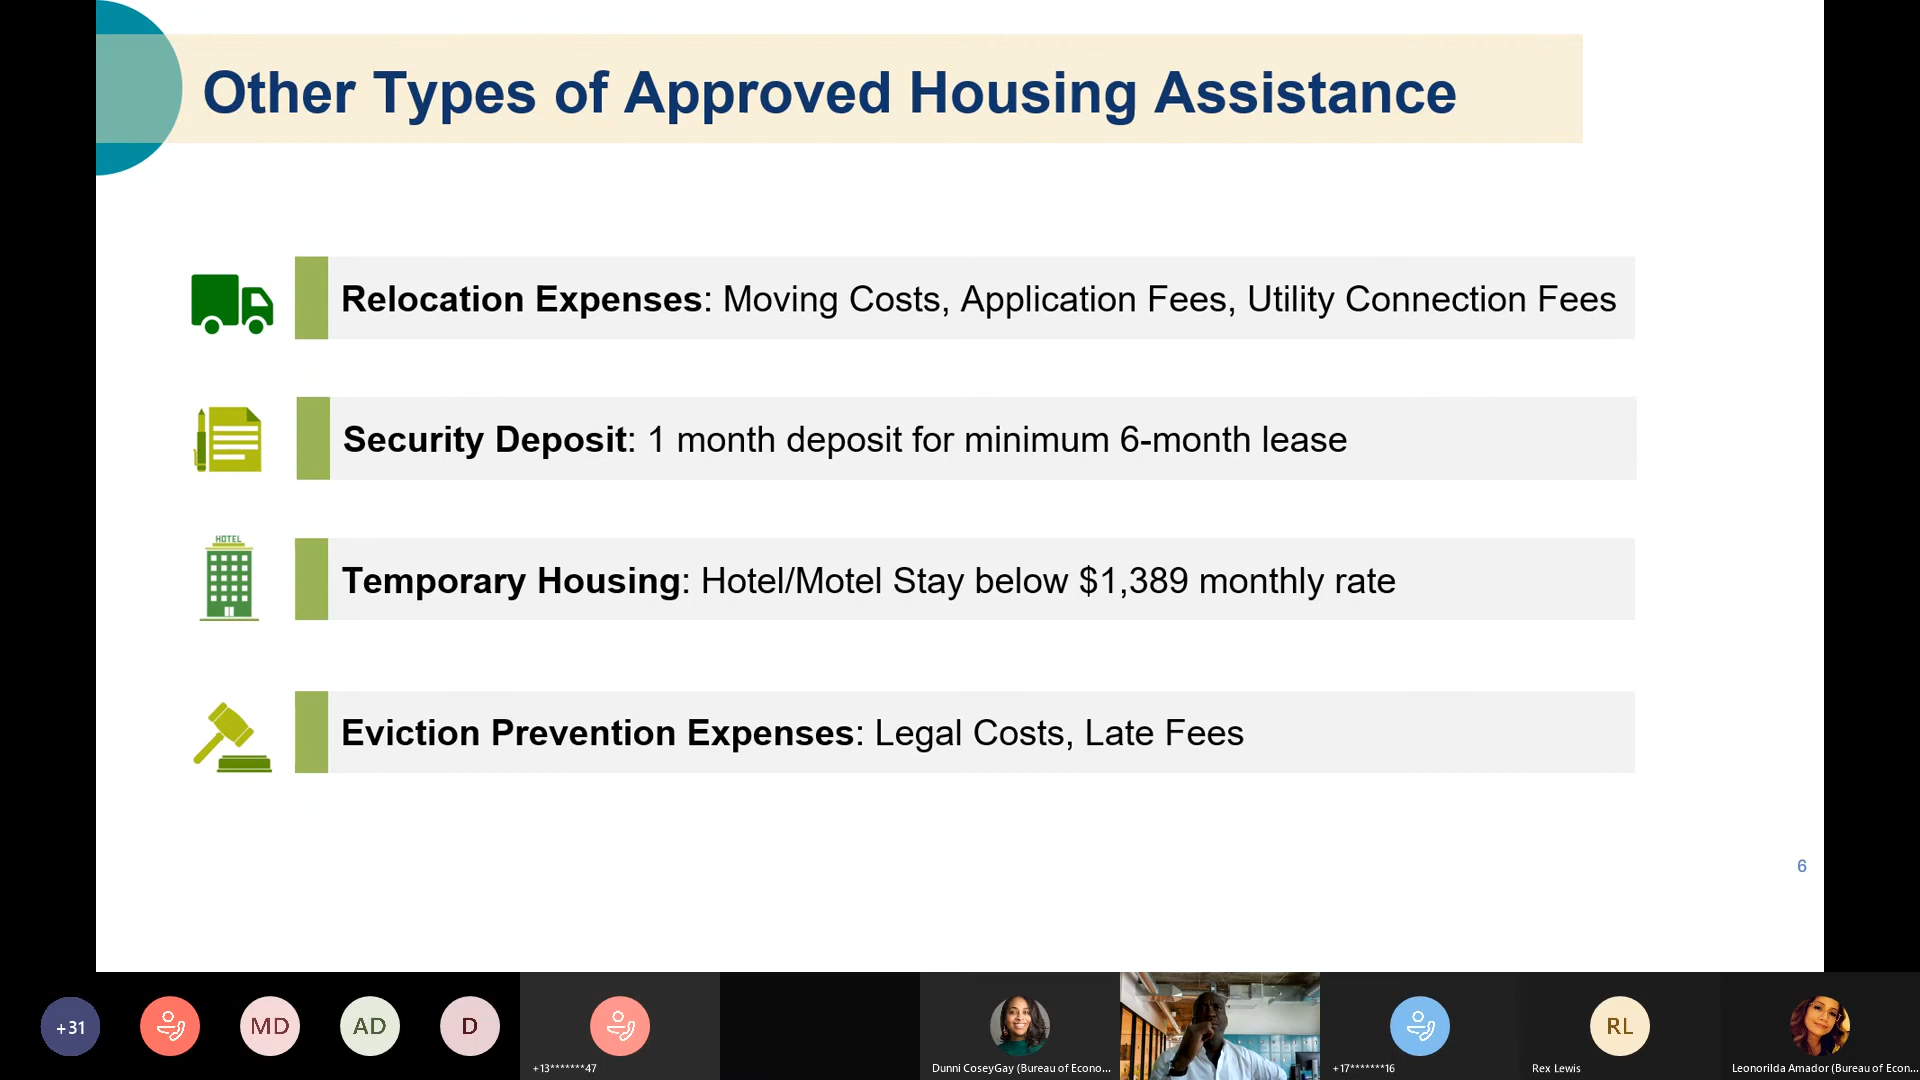 Other Types of Approved Housing Assistance
Relocation Expenses: Moving Costs, Application Fees, Utility Connection Fees
Security Deposit: 1 month deposit for minimum 6-month lease
HOTEL
Temporary Housing: Hotel/Motel Stay below $1,389 monthly rate
Eviction Prevention Expenses: Legal Costs, Late Fees
6
+31
MD
AD
D
RL
+13*******47
Dunni CoseyGay (Bureau of Econo...
+17*******16
Rex Lewis
Leonorilda Amador (Bureau of Econ...